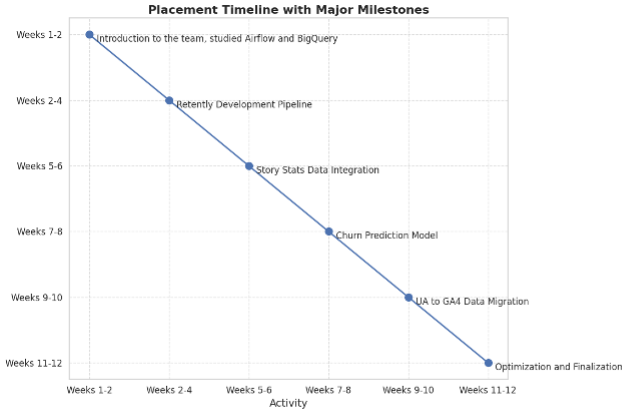 Placement Timeline with Major Milestones
Weeks 1-2
Introduction to the team, studied Airflow and BigQuery
Weeks 2-4
Retently Development Pipeline
Weeks 5-6
Story Stats Data Integration
Weeks 7-8
Churn Prediction Model
Weeks 9-10
UA to GA4 Data Migration
Weeks 11-12
Optimization and Finalization
Weeks 1-2 Weeks 2-4 Weeks 5-6 Weeks 7-8 Weeks 9-10 Weeks 11-12
Activity